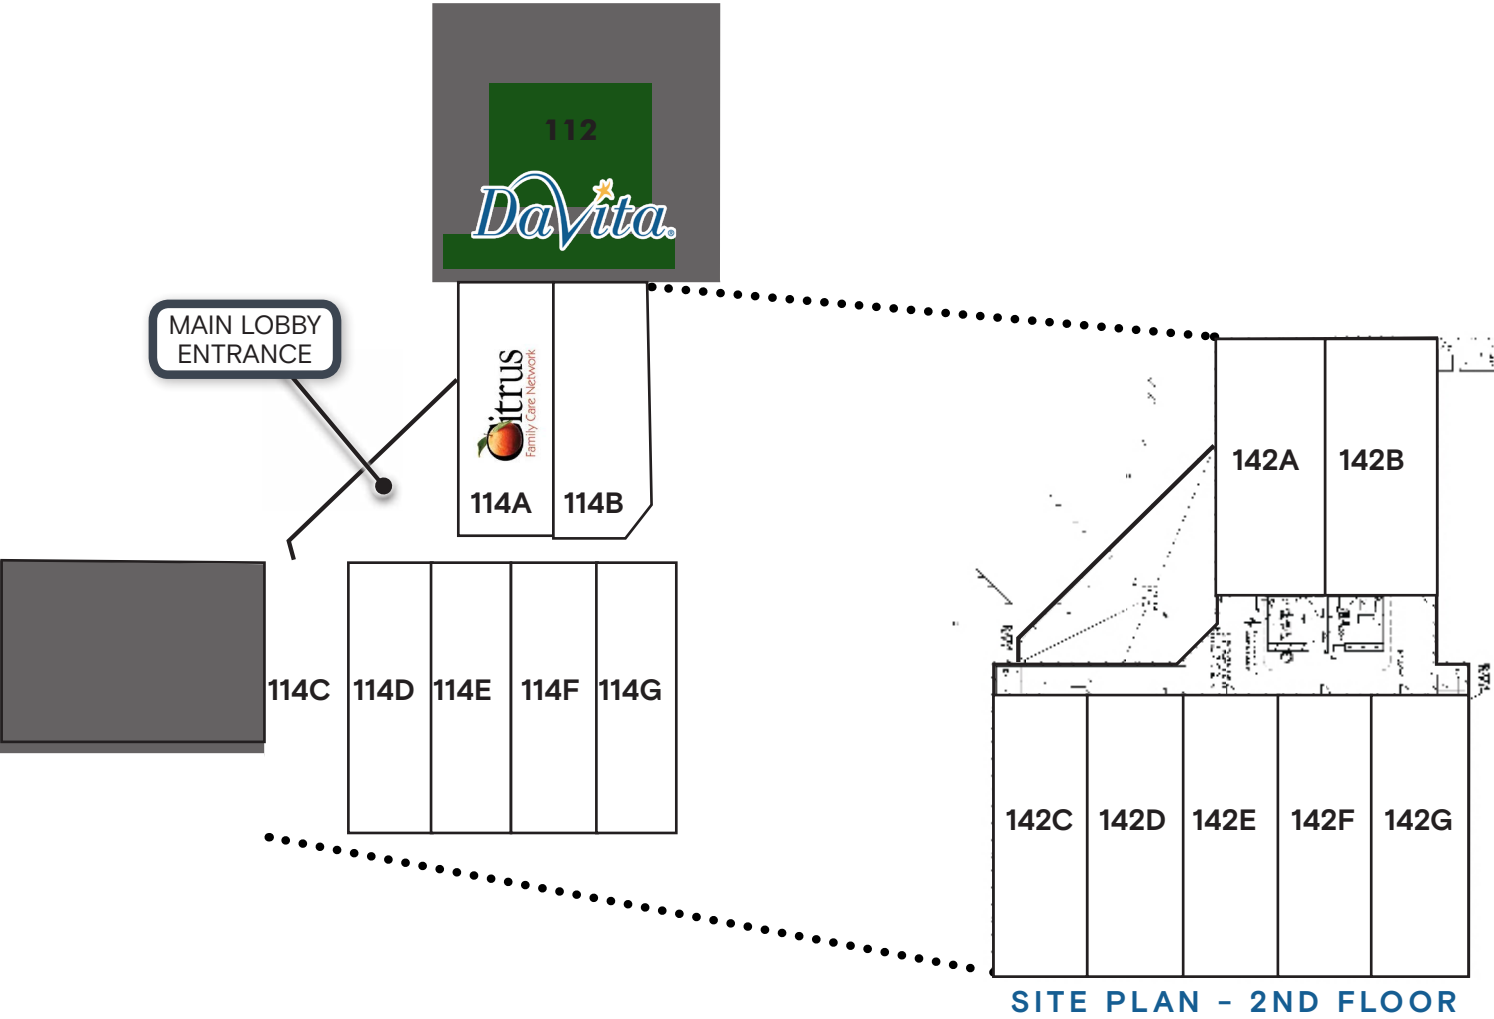 112
DaVita®
MAIN LOBBY
ENTRANCE
Citrus
Family Care Network
114A
114B
114C
114D
114E
114F
114G
142A
142B
142C
142D
142E
142F
142G
SITE PLAN - 2ND FLOOR